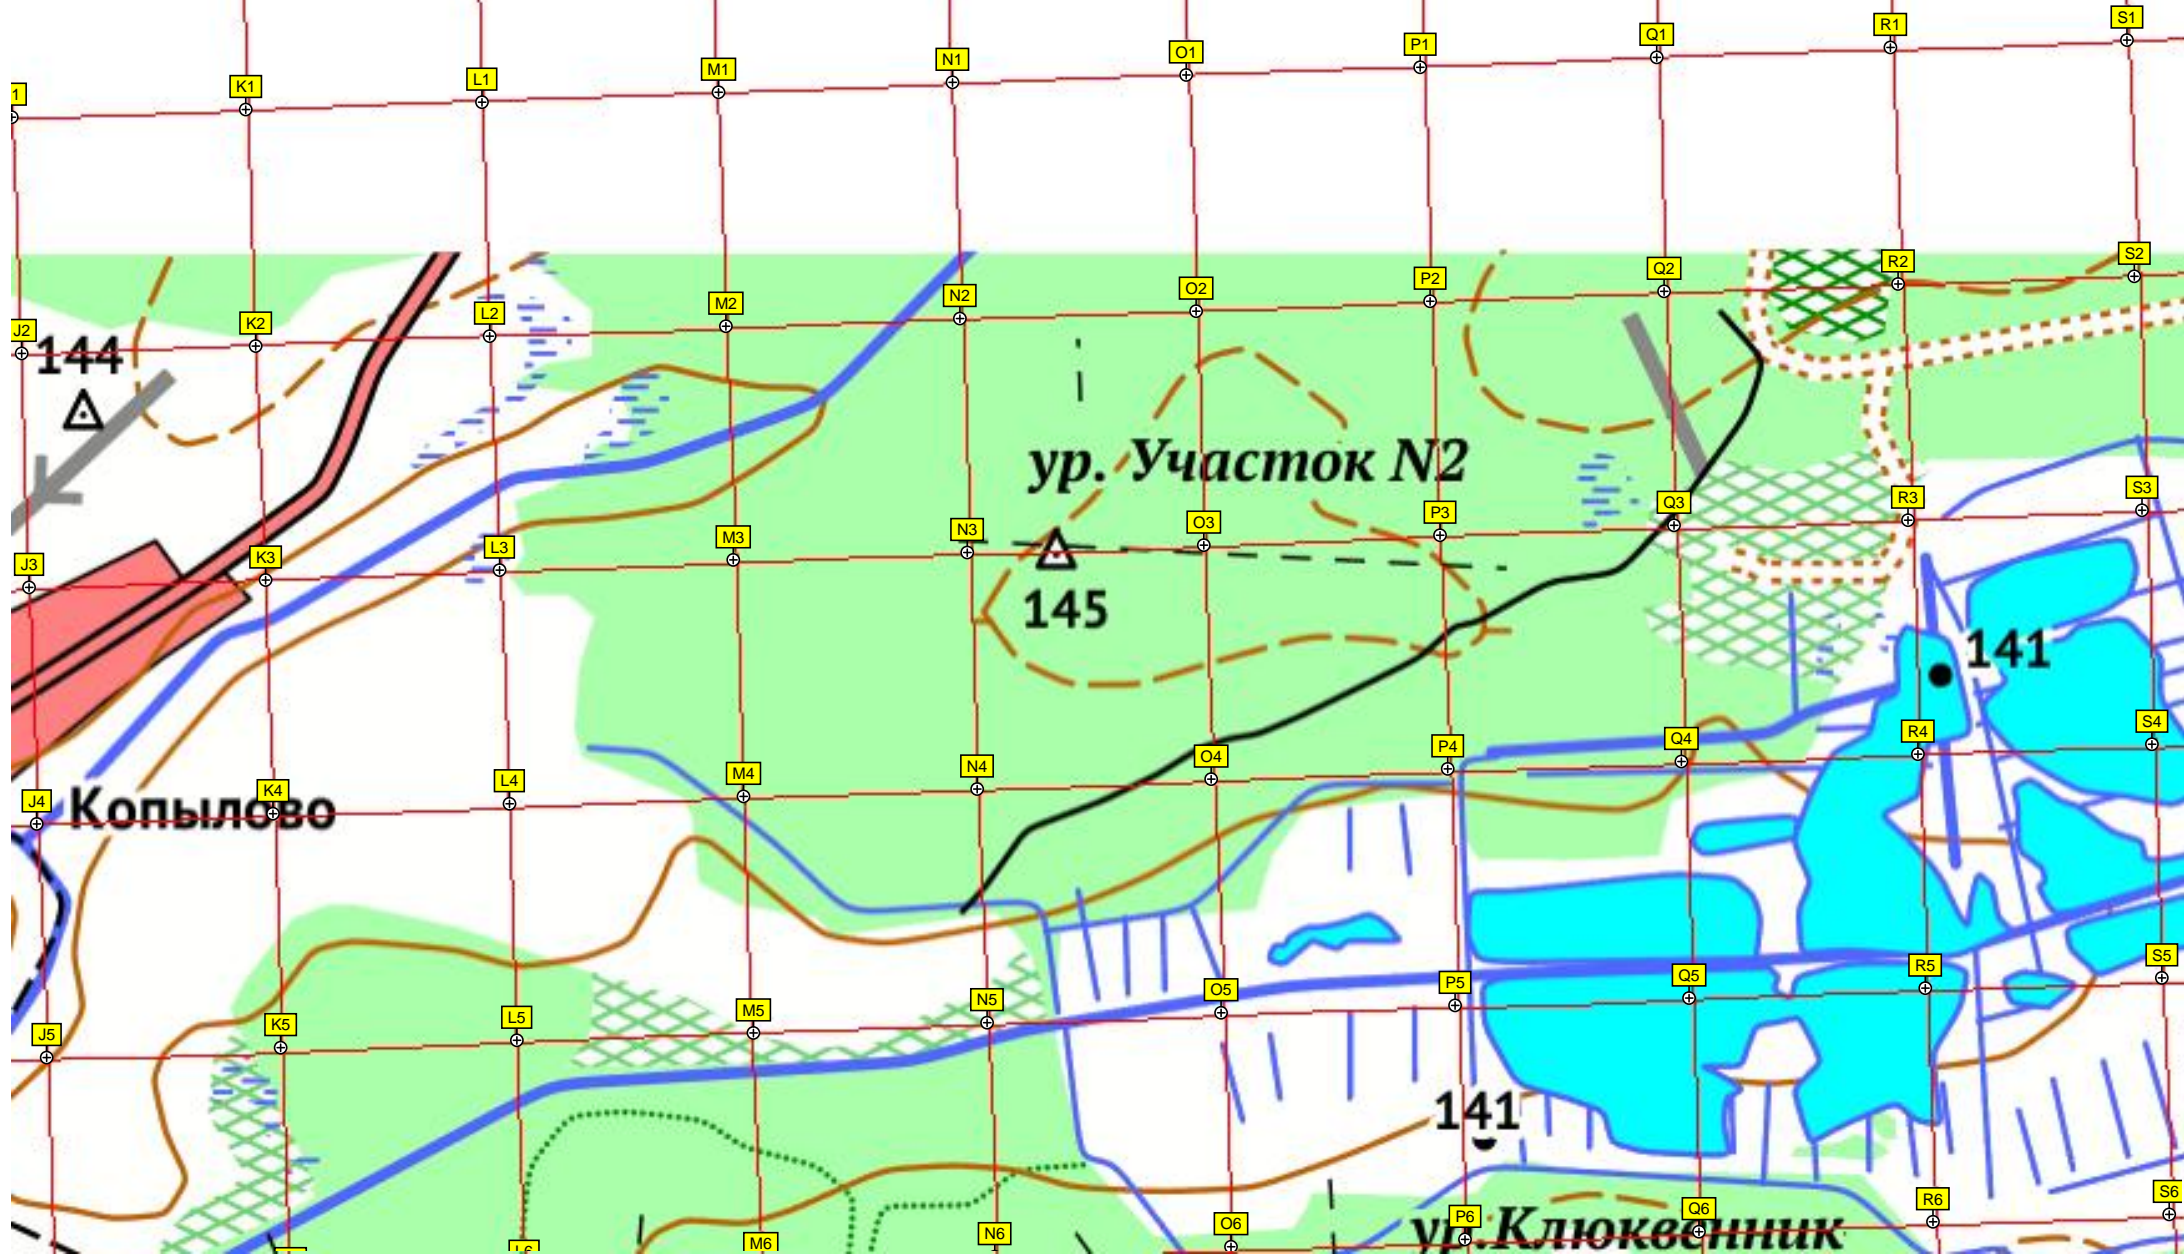 1 K1 L1 M1 N1 O1 P1 Q1 R1 S1
J2 K2 L2 M2 N2 O2 P2 Q2 R2 S2
144
ур. Участок N2
J3 K3 L3 M3 N3 O3 P3 Q3 R3 S3
145
141
J4 K4 L4 M4 N4 O4 P4 Q4 R4 S4
Копылово
J5 K5 L5 M5 N5 O5 P5 Q5 R5 S5
141
L6 M6 N6 O6 P6 Q6 R6 S6
ур.Клюквенник